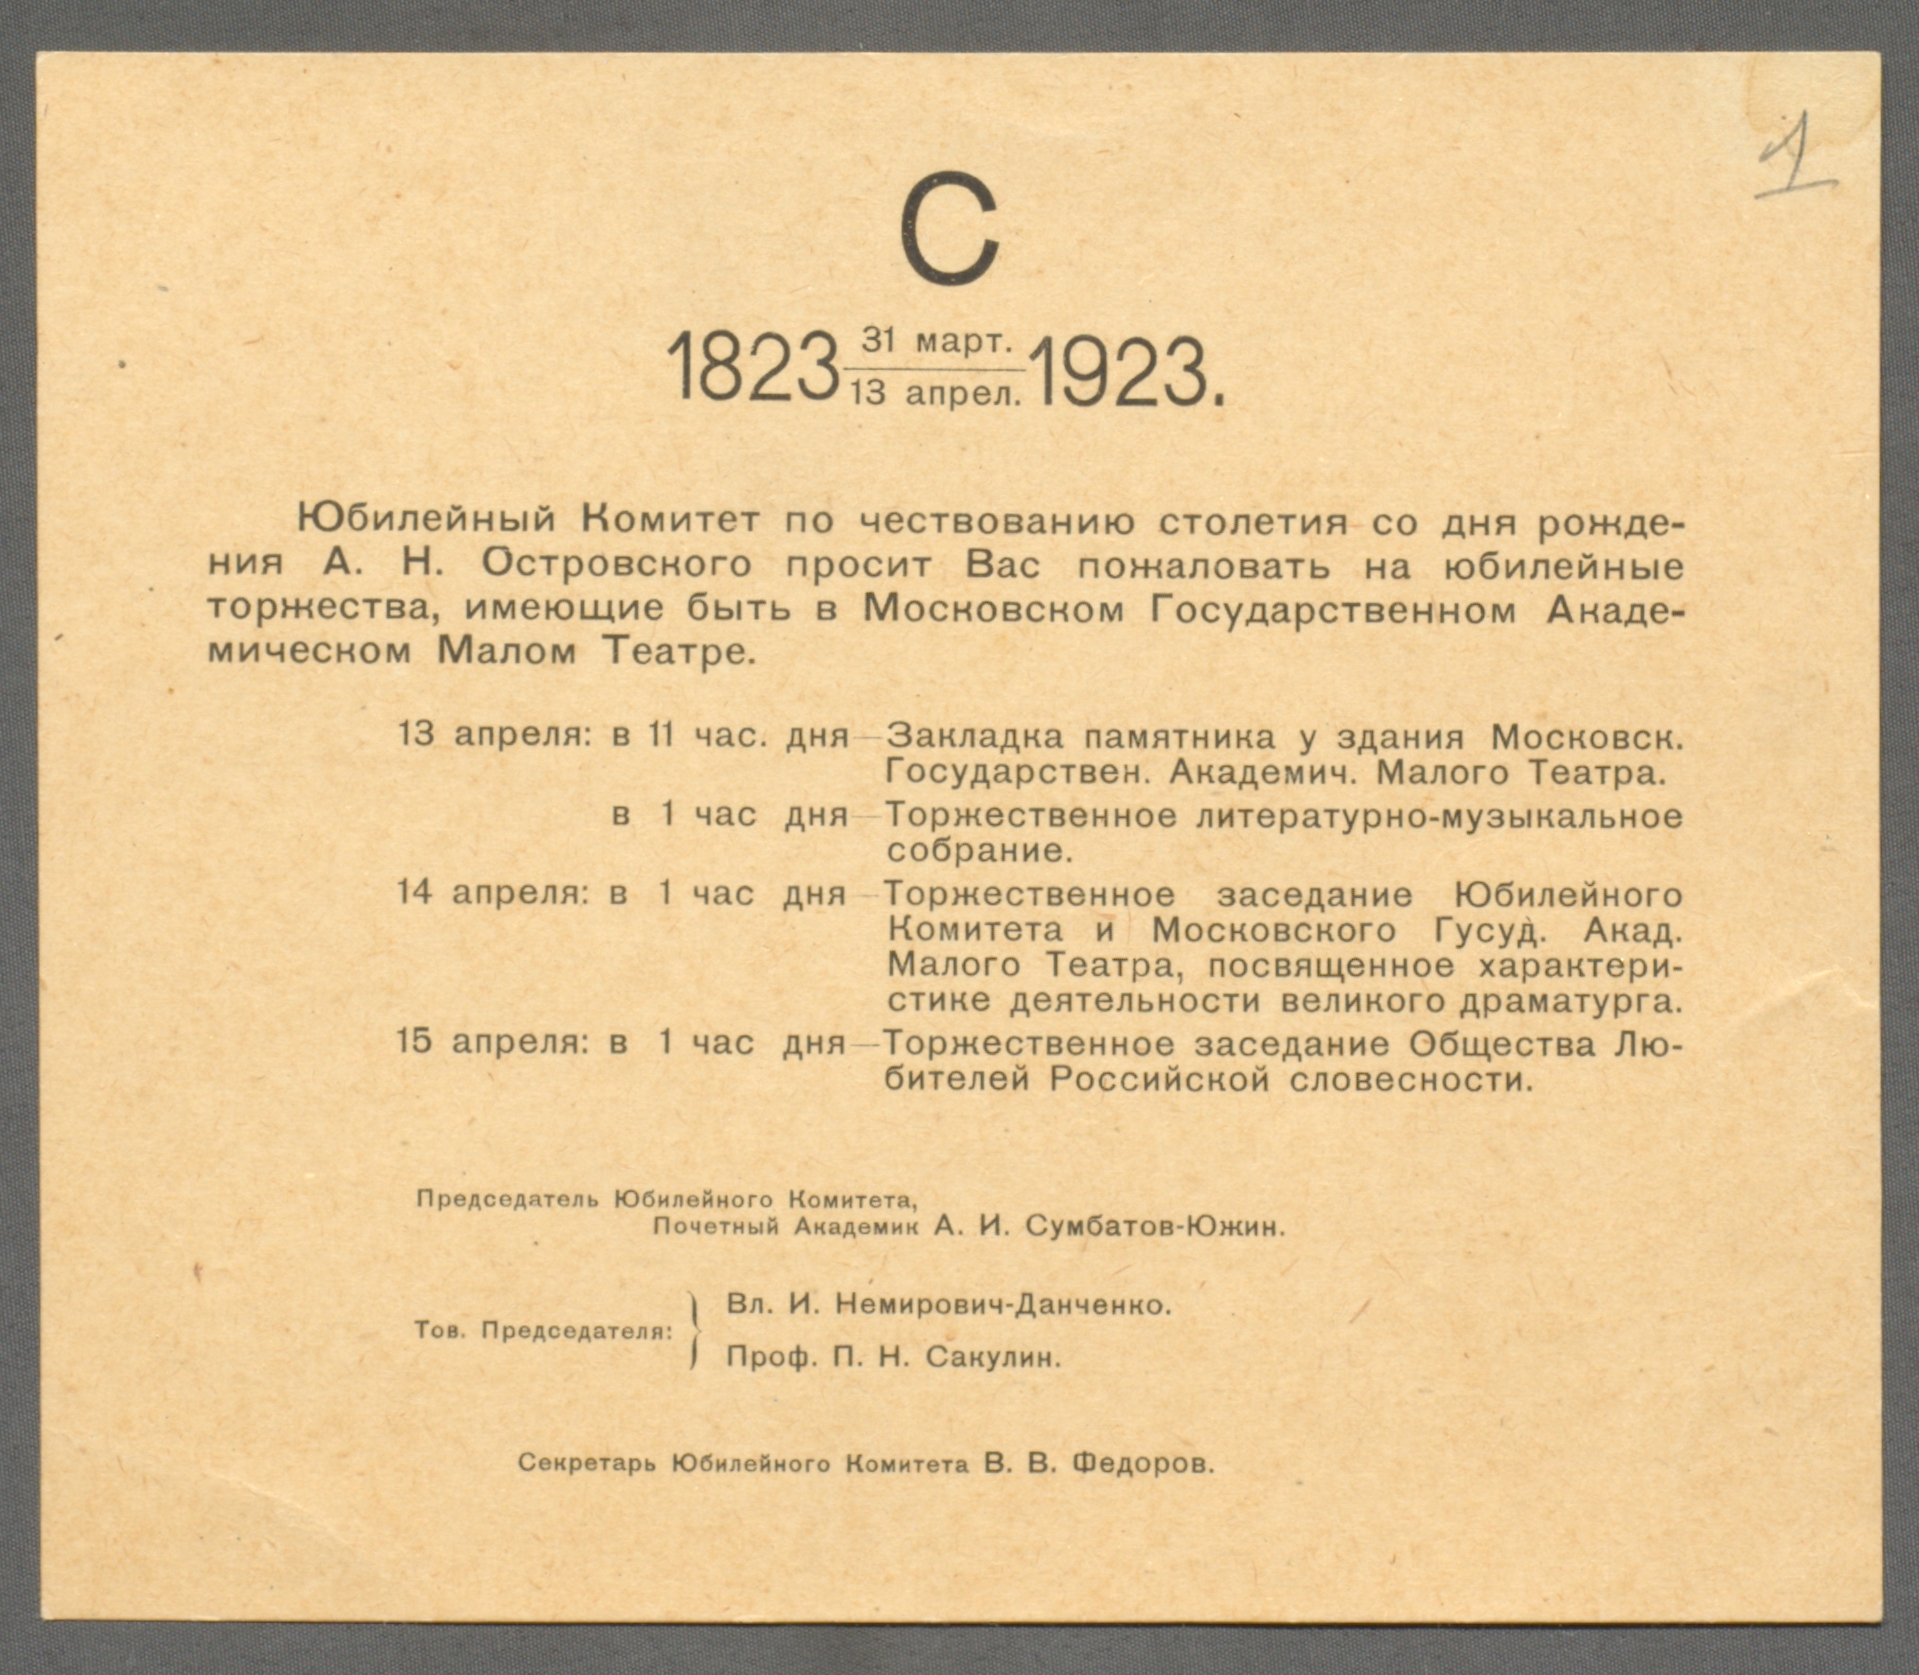 1
С
1823 31 март. / 13 апрел. 1923.
Юбилейный Комитет по чествованию столетия со дня рожде-
ния А. Н. Островского просит Вас пожаловать на юбилейные
торжества, имеющие быть в Московском Государственном Акаде-
мическом Малом Театре.
13 апреля: в 11 час. дня—Закладка памятника у здания Московск.
Государствен. Академич. Малого Театра.
в 1 час дня—Торжественное литературно-музыкальное
собрание.
14 апреля: в 1 час дня—Торжественное заседание Юбилейного
Комитета и Московского Гусуд. Акад.
Малого Театра, посвященное характери-
стике деятельности великого драматурга.
15 апреля: в 1 час дня—Торжественное заседание Общества Лю-
бителей Российской словесности.
Председатель Юбилейного Комитета,
Почетный Академик А. И. Сумбатов-Южин.
Тов. Председателя:
Вл. И. Немирович-Данченко.
Проф. П. Н. Сакулин.
Секретарь Юбилейного Комитета В. В. Федоров.